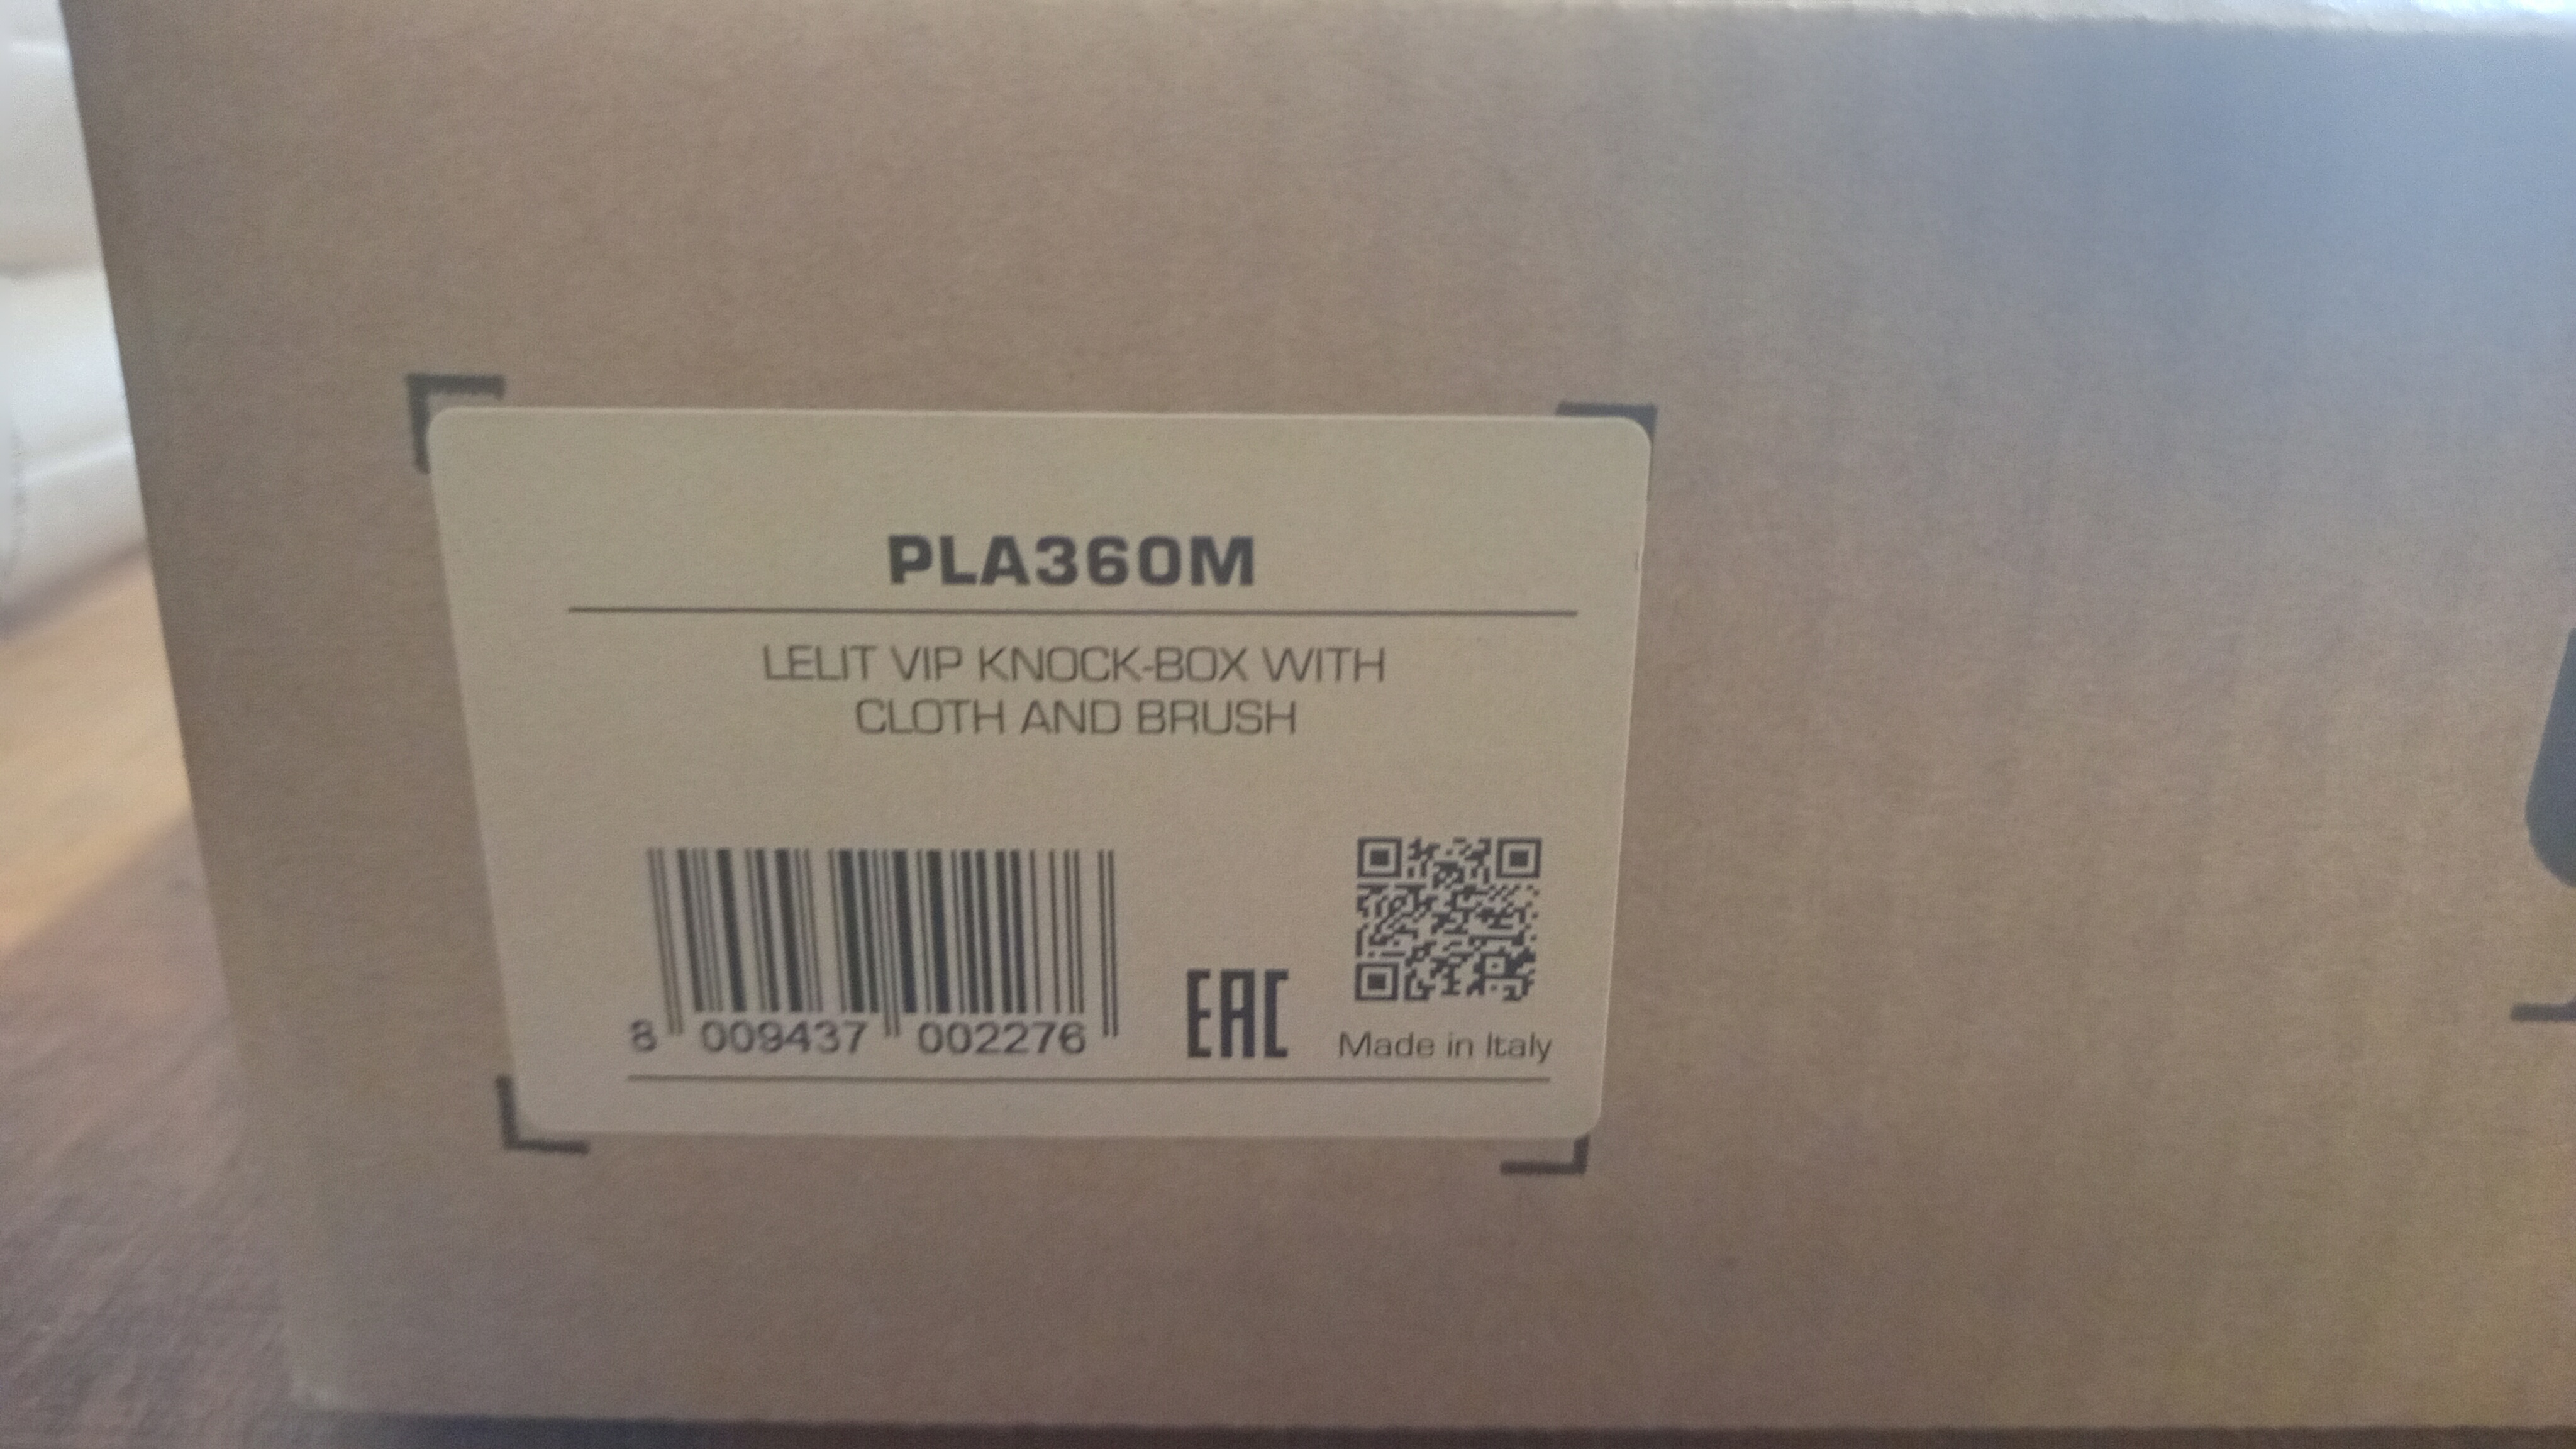 PLA360M
LELIT VIP KNOCK-BOX WITH
CLOTH AND BRUSH
8 009437 002276
EAC
Made in Italy